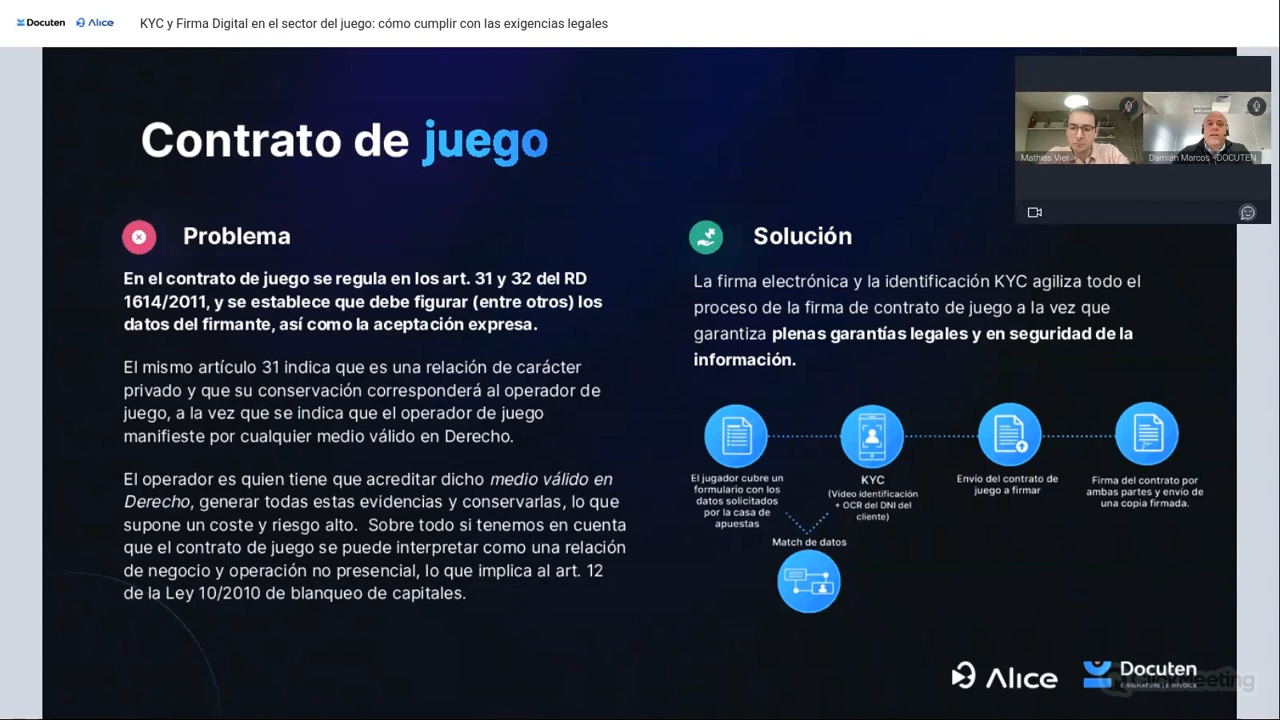 Docuten Alice KYC y Firma Digital en el sector del juego: cómo cumplir con las exigencias legales
Mathios Vier
Damián Marcos - DOCUTEN
Contrato de juego
Problema
En el contrato de juego se regula en los art. 31 y 32 del RD
1614/2011, y se establece que debe figurar (entre otros) los
datos del firmante, así como la aceptación expresa.
El mismo artículo 31 indica que es una relación de carácter
privado y que su conservación corresponderá al operador de
juego, a la vez que se indica que el operador de juego
manifieste por cualquier medio válido en Derecho.
El operador es quien tiene que acreditar dicho medio válido en
Derecho, generar todas estas evidencias y conservarlas, lo que
supone un coste y riesgo alto. Sobre todo si tenemos en cuenta
que el contrato de juego se puede interpretar como una relación
de negocio y operación no presencial, lo que implica al art. 12
de la Ley 10/2010 de blanqueo de capitales.
Solución
La firma electrónica y la identificación KYC agiliza todo el
proceso de la firma de contrato de juego a la vez que
garantiza plenas garantías legales y en seguridad de la
información.
El jugador cubre un
formulario con los
datos solicitados
por la casa de
apuestas
KYC
(Video identificación
+ OCR del DNI del
cliente)
Envío del contrato de
juego a firmar
Firma del contrato por
ambas partes y envío de
una copia firmada.
Match de datos
Alice
Docuten
E-SIGNATURE | E-INVOICE